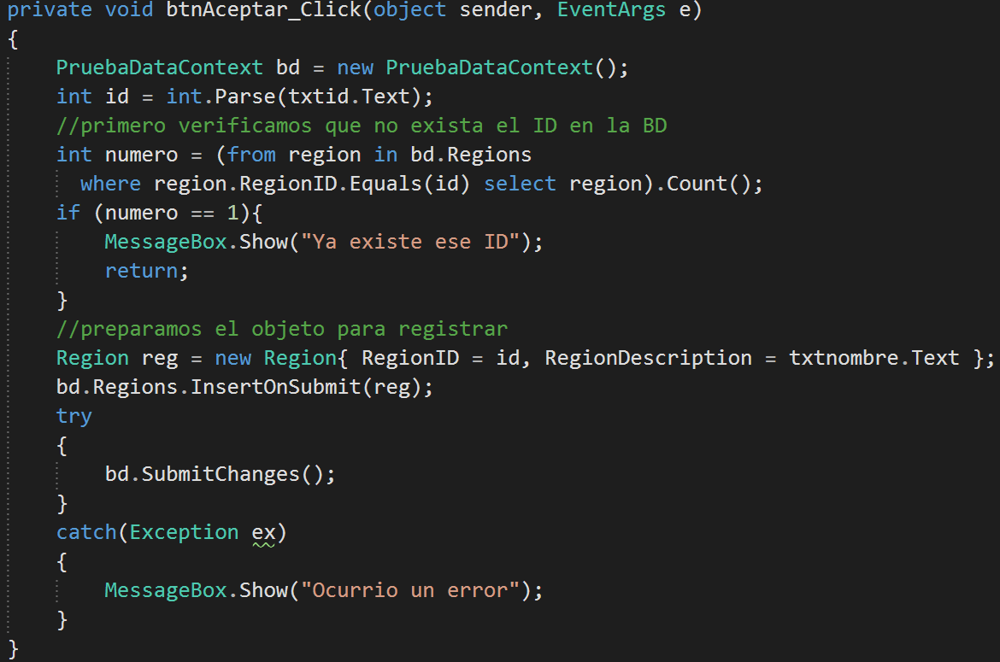 private void btnAceptar_Click(object sender, EventArgs e)
{
    PruebaDataContext bd = new PruebaDataContext();
    int id = int.Parse(txtid.Text);
    //primero verificamos que no exista el ID en la BD
    int numero = (from region in bd.Regions
      where region.RegionID.Equals(id) select region).Count();
    if (numero == 1){
        MessageBox.Show("Ya existe ese ID");
        return;
    }
    //preparamos el objeto para registrar
    Region reg = new Region{ RegionID = id, RegionDescription = txtnombre.Text };
    bd.Regions.InsertOnSubmit(reg);
    try
    {
        bd.SubmitChanges();
    }
    catch(Exception ex)
    {
        MessageBox.Show("Ocurrio un error");
    }
}